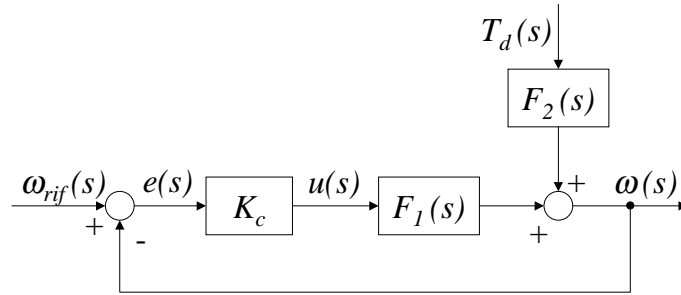 T_d(s)
F_2(s)
ω_rif(s) e(s) K_c u(s) F_1(s) ω(s)
+ - + +